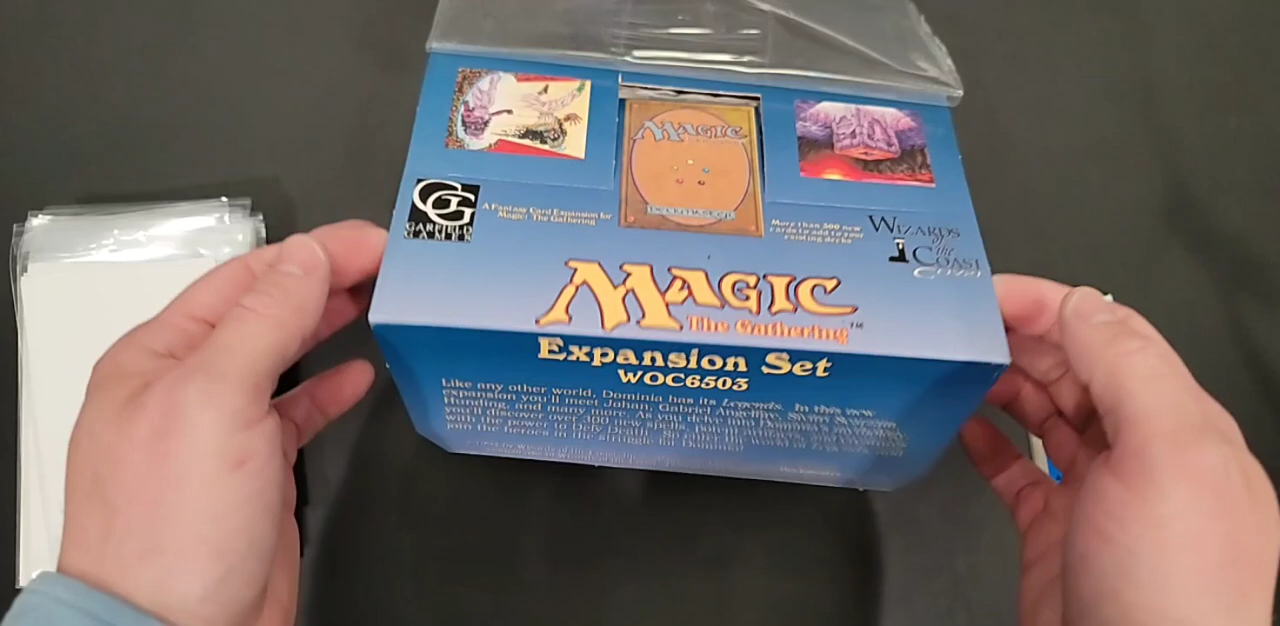 MAGIC
DECKMASTER
GG
GARFIELD
GAMES
A Fantasy Card Expansion for
Magic: The Gathering
More than 300 new
cards to add to your
existing decks
WIZARDS
of the
COAST
MAGIC
The Gathering™
Expansion Set
WOC6503
Like any other world, Dominia has its Legends. In this new
expansion you'll meet Johan, Gabriel Angelfire,
and many more. As you
you'll discover over 300 new spells,
with the power to Defy Death.
join the heroes in the struggle for Dominia!